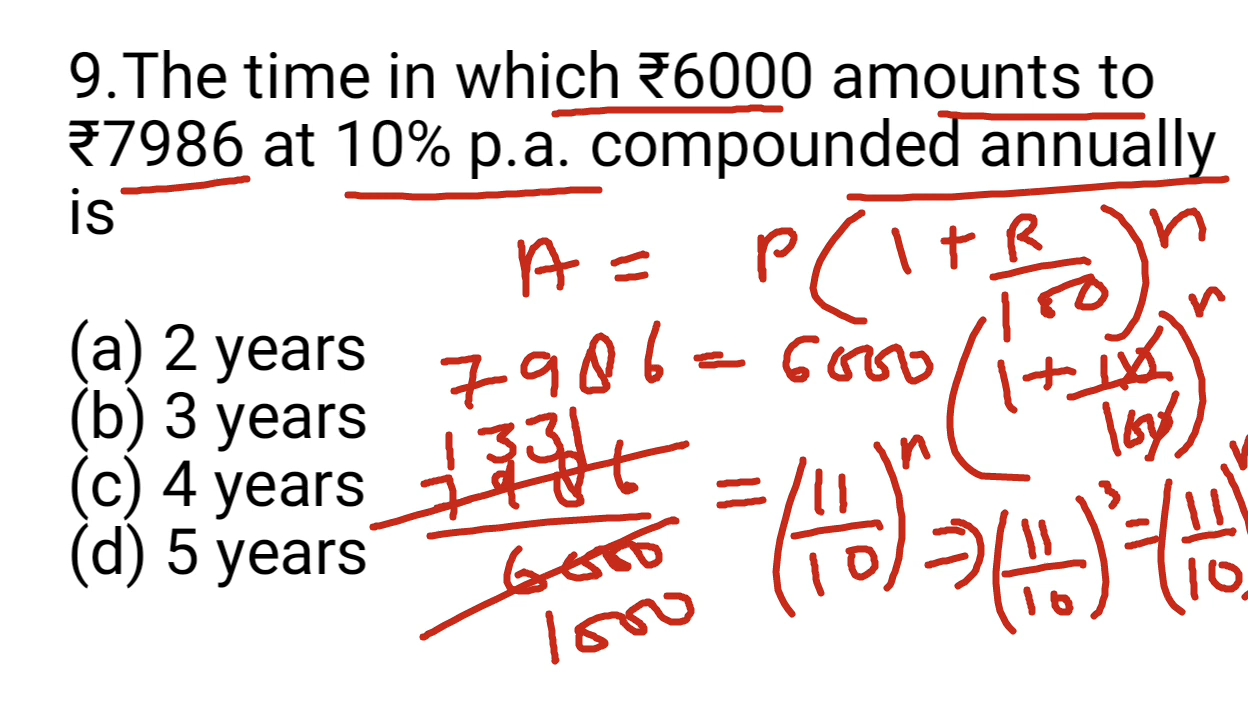 9.The time in which ₹6000 amounts to
₹7986 at 10% p.a. compounded annually
is
A = P(1 + R/100)^n
(a) 2 years
(b) 3 years
(c) 4 years
(d) 5 years
7986 = 6000(1 + 10/100)^n
1331
7986/6000 = (11/10)^n ⇒ (11/10)^3 = (11/10)^n
1000